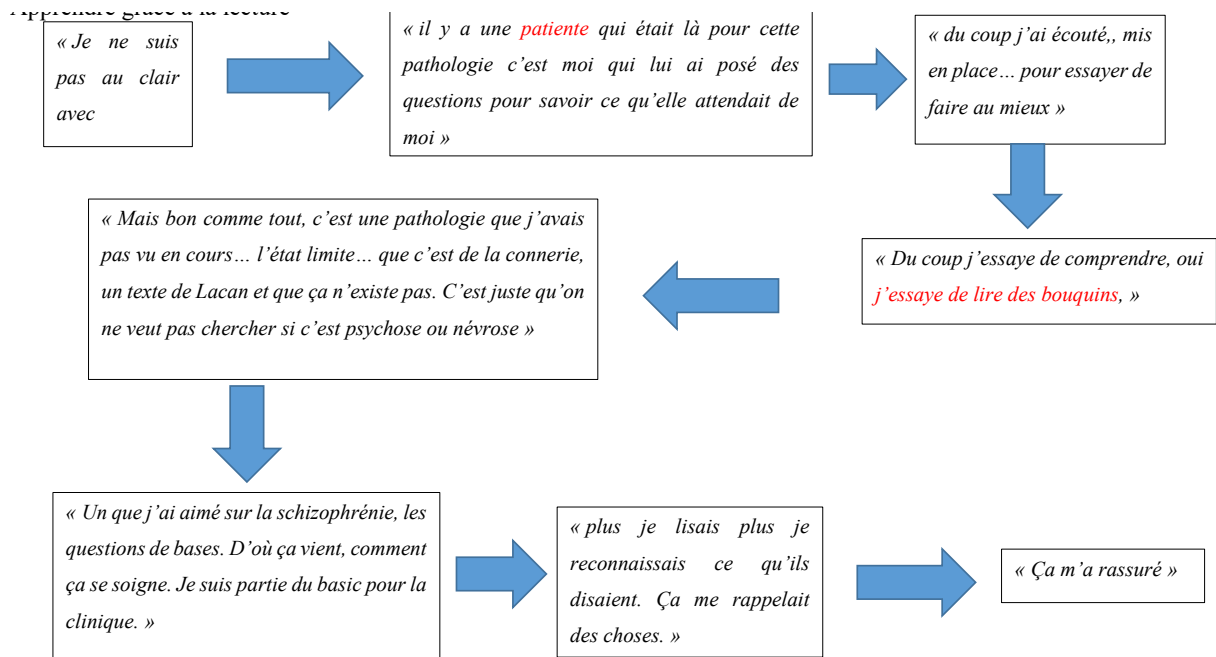 Apprendre grâce à la lecture
« Je ne suis
pas au clair
avec
« il y a une patiente qui était là pour cette
pathologie c’est moi qui lui ai posé des
questions pour savoir ce qu’elle attendait de
moi »
« du coup j’ai écouté,, mis
en place… pour essayer de
faire au mieux »
« Du coup j’essaye de comprendre, oui
j’essaye de lire des bouquins, »
« Mais bon comme tout, c’est une pathologie que j’avais
pas vu en cours… l’état limite… que c’est de la connerie,
un texte de Lacan et que ça n’existe pas. C’est juste qu’on
ne veut pas chercher si c’est psychose ou névrose »
« Un que j’ai aimé sur la schizophrénie, les
questions de bases. D’où ça vient, comment
ça se soigne. Je suis partie du basic pour la
clinique. »
« plus je lisais plus je
reconnaissais ce qu’ils
disaient. Ça me rappelait
des choses. »
« Ça m’a rassuré »